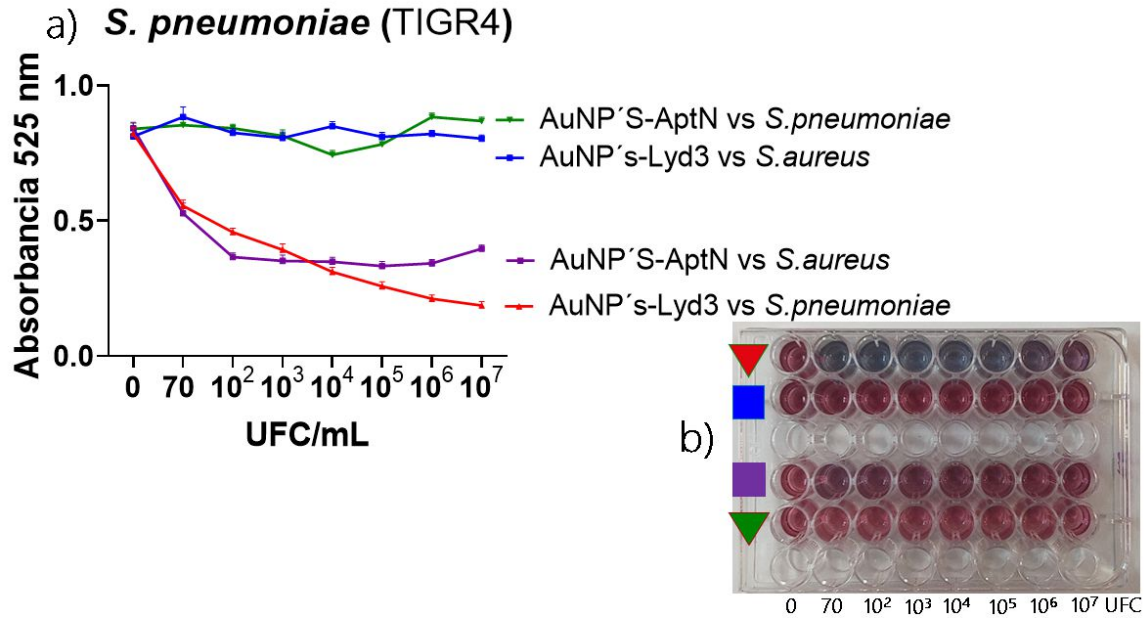 a) S. pneumoniae (TIGR4)
Absorbancia 525 nm
1.0
0.5
0.0
0 70 10² 10³ 10⁴ 10⁵ 10⁶ 10⁷
UFC/mL
AuNP´S-AptN vs S.pneumoniae
AuNP´s-Lyd3 vs S.aureus
AuNP´S-AptN vs S.aureus
AuNP´s-Lyd3 vs S.pneumoniae
b)
0 70 10² 10³ 10⁴ 10⁵ 10⁶ 10⁷ UFC